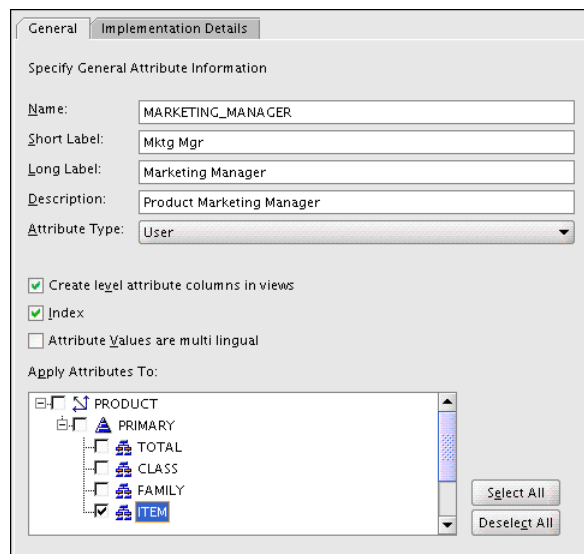 General Implementation Details
Specify General Attribute Information
Name: MARKETING_MANAGER
Short Label: Mktg Mgr
Long Label: Marketing Manager
Description: Product Marketing Manager
Attribute Type: User
Create level attribute columns in views
Index
Attribute Values are multi lingual
Apply Attributes To:
PRODUCT
PRIMARY
TOTAL
CLASS
FAMILY
ITEM
Select All
Deselect All